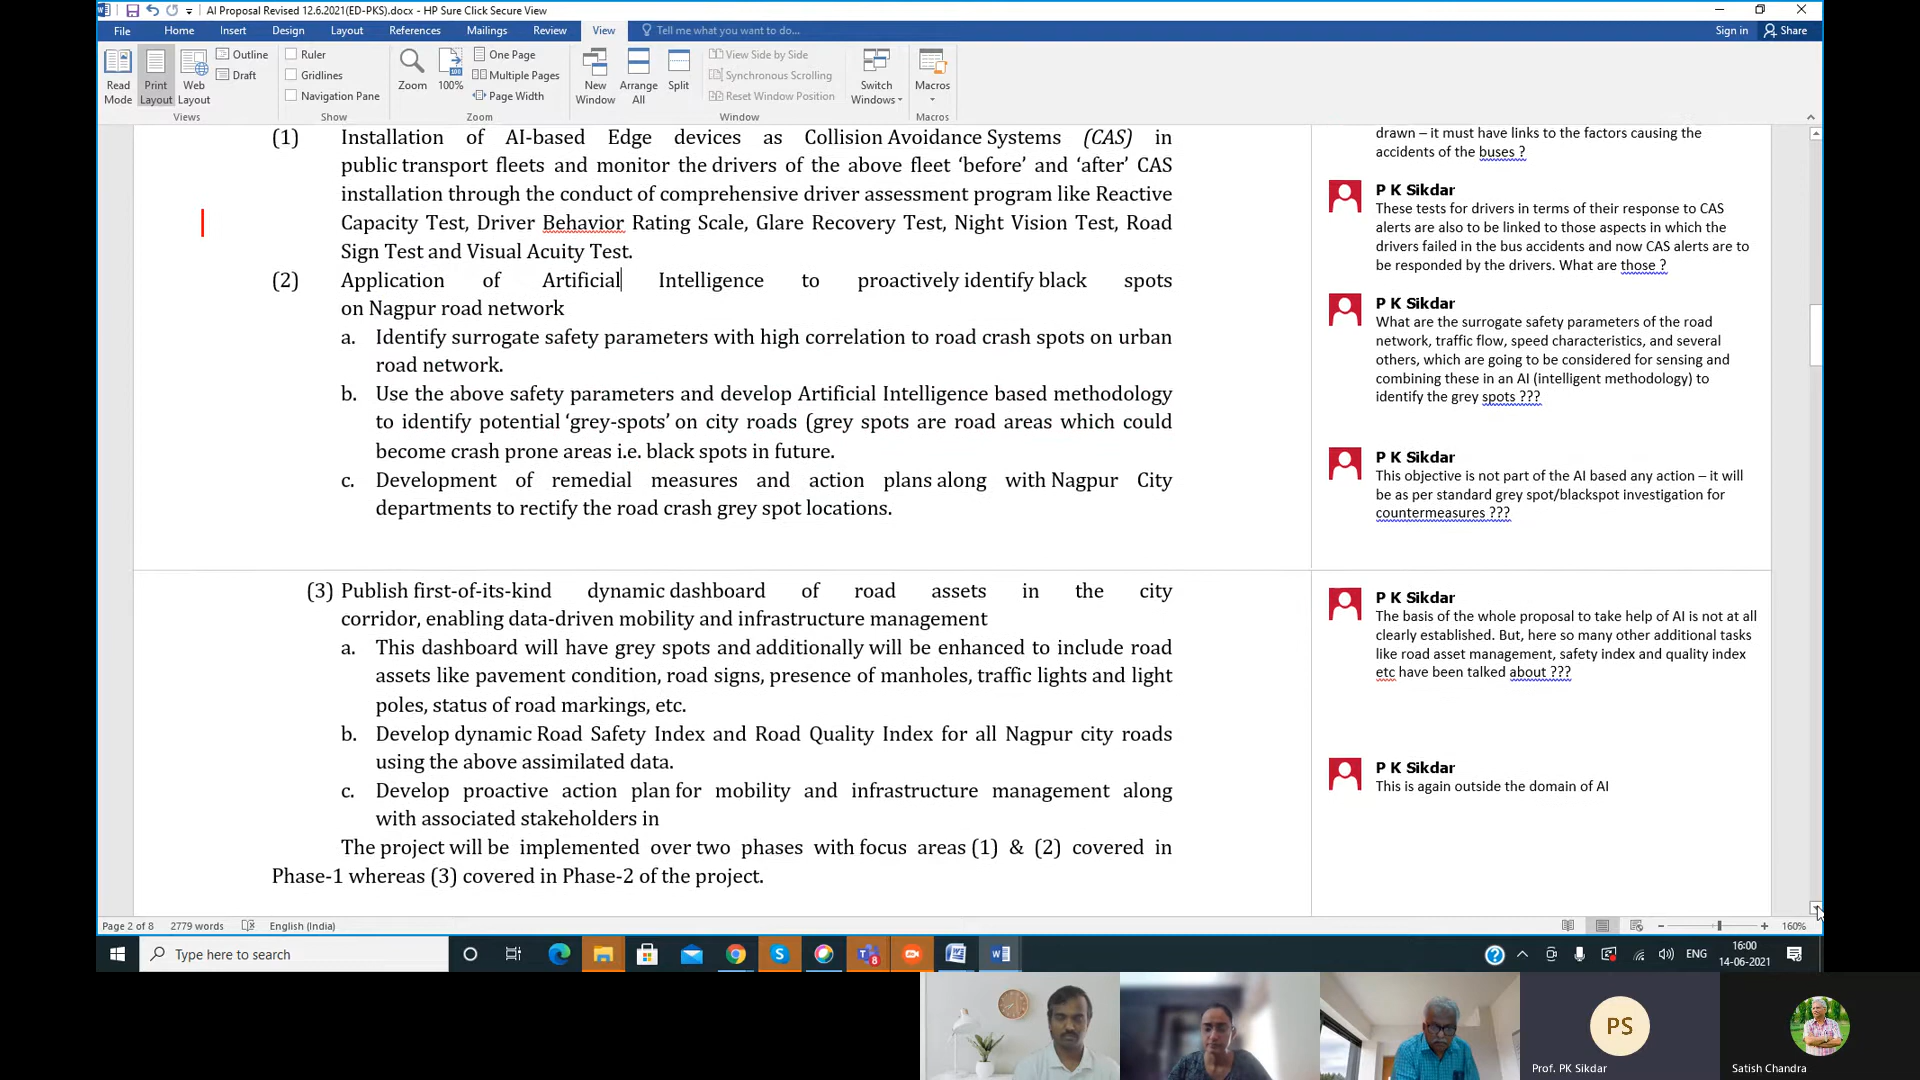 AI Proposal Revised 12.6.2021(ED-PKS).docx - HP Sure Click Secure View
File Home Insert Design Layout References Mailings Review View Tell me what you want to do... Sign in Share
Read Mode
Print Layout
Web Layout
Outline
Draft
Views
Ruler
Gridlines
Navigation Pane
Show
Zoom
100%
One Page
Multiple Pages
Page Width
Zoom
New Window
Arrange All
Split
View Side by Side
Synchronous Scrolling
Reset Window Position
Window
Switch Windows
Macros
Macros
(1) Installation of AI-based Edge devices as Collision Avoidance Systems (CAS) in
public transport fleets and monitor the drivers of the above fleet ‘before’ and ‘after’ CAS
installation through the conduct of comprehensive driver assessment program like Reactive
Capacity Test, Driver Behavior Rating Scale, Glare Recovery Test, Night Vision Test, Road
Sign Test and Visual Acuity Test.
(2) Application of Artificial Intelligence to proactively identify black spots
on Nagpur road network
a. Identify surrogate safety parameters with high correlation to road crash spots on urban
road network.
b. Use the above safety parameters and develop Artificial Intelligence based methodology
to identify potential ‘grey-spots’ on city roads (grey spots are road areas which could
become crash prone areas i.e. black spots in future.
c. Development of remedial measures and action plans along with Nagpur City
departments to rectify the road crash grey spot locations.
(3) Publish first-of-its-kind dynamic dashboard of road assets in the city
corridor, enabling data-driven mobility and infrastructure management
a. This dashboard will have grey spots and additionally will be enhanced to include road
assets like pavement condition, road signs, presence of manholes, traffic lights and light
poles, status of road markings, etc.
b. Develop dynamic Road Safety Index and Road Quality Index for all Nagpur city roads
using the above assimilated data.
c. Develop proactive action plan for mobility and infrastructure management along
with associated stakeholders in
The project will be implemented over two phases with focus areas (1) & (2) covered in
Phase-1 whereas (3) covered in Phase-2 of the project.
drawn – it must have links to the factors causing the
accidents of the buses ?
P K Sikdar
These tests for drivers in terms of their response to CAS
alerts are also to be linked to those aspects in which the
drivers failed in the bus accidents and now CAS alerts are to
be responded by the drivers. What are those ?
P K Sikdar
What are the surrogate safety parameters of the road
network, traffic flow, speed characteristics, and several
others, which are going to be considered for sensing and
combining these in an AI (intelligent methodology) to
identify the grey spots ???
P K Sikdar
This objective is not part of the AI based any action – it will
be as per standard grey spot/blackspot investigation for
countermeasures ???
P K Sikdar
The basis of the whole proposal to take help of AI is not at all
clearly established. But, here so many other additional tasks
like road asset management, safety index and quality index
etc have been talked about ???
P K Sikdar
This is again outside the domain of AI
Page 2 of 8 2779 words English (India) 160%
Type here to search
ENG
16:00
14-06-2021
PS
Prof. PK Sikdar
Satish Chandra